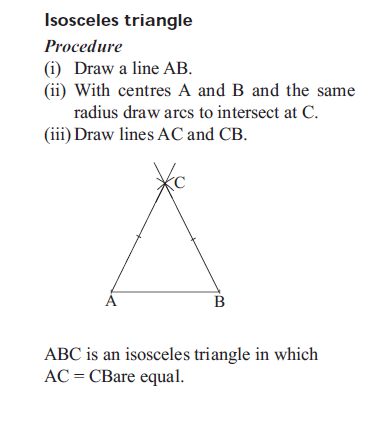 Isosceles triangle
Procedure
(i) Draw a line AB.
(ii) With centres A and B and the same
radius draw arcs to intersect at C.
(iii) Draw lines AC and CB.
C
A
B
ABC is an isosceles triangle in which
AC = CBare equal.